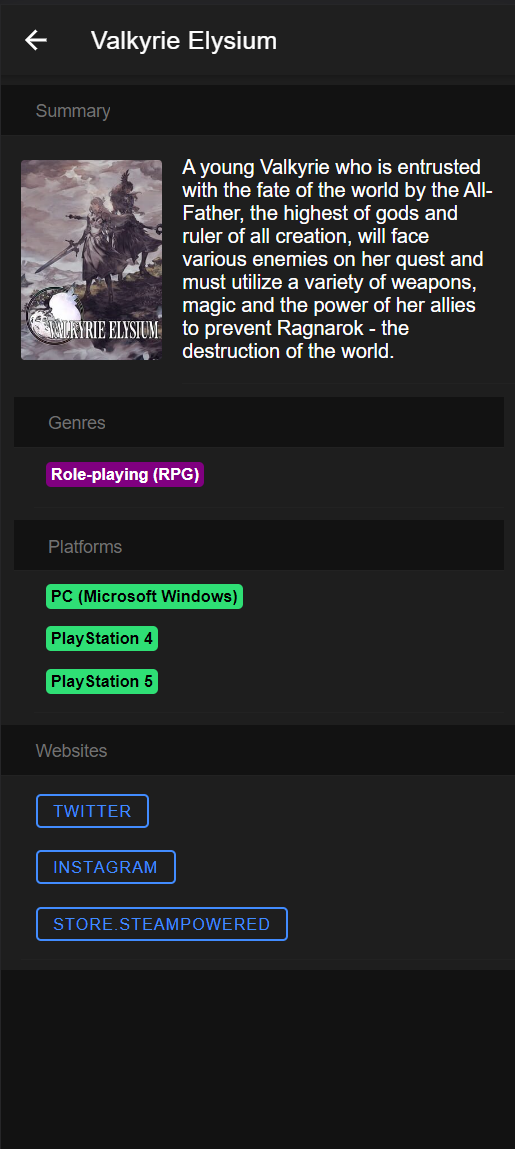 Valkyrie Elysium
Summary
A young Valkyrie who is entrusted
with the fate of the world by the All-
Father, the highest of gods and
ruler of all creation, will face
various enemies on her quest and
must utilize a variety of weapons,
magic and the power of her allies
to prevent Ragnarok - the
destruction of the world.
VALKYRIE ELYSIUM
Genres
Role-playing (RPG)
Platforms
PC (Microsoft Windows)
PlayStation 4
PlayStation 5
Websites
TWITTER
INSTAGRAM
STORE.STEAMPOWERED